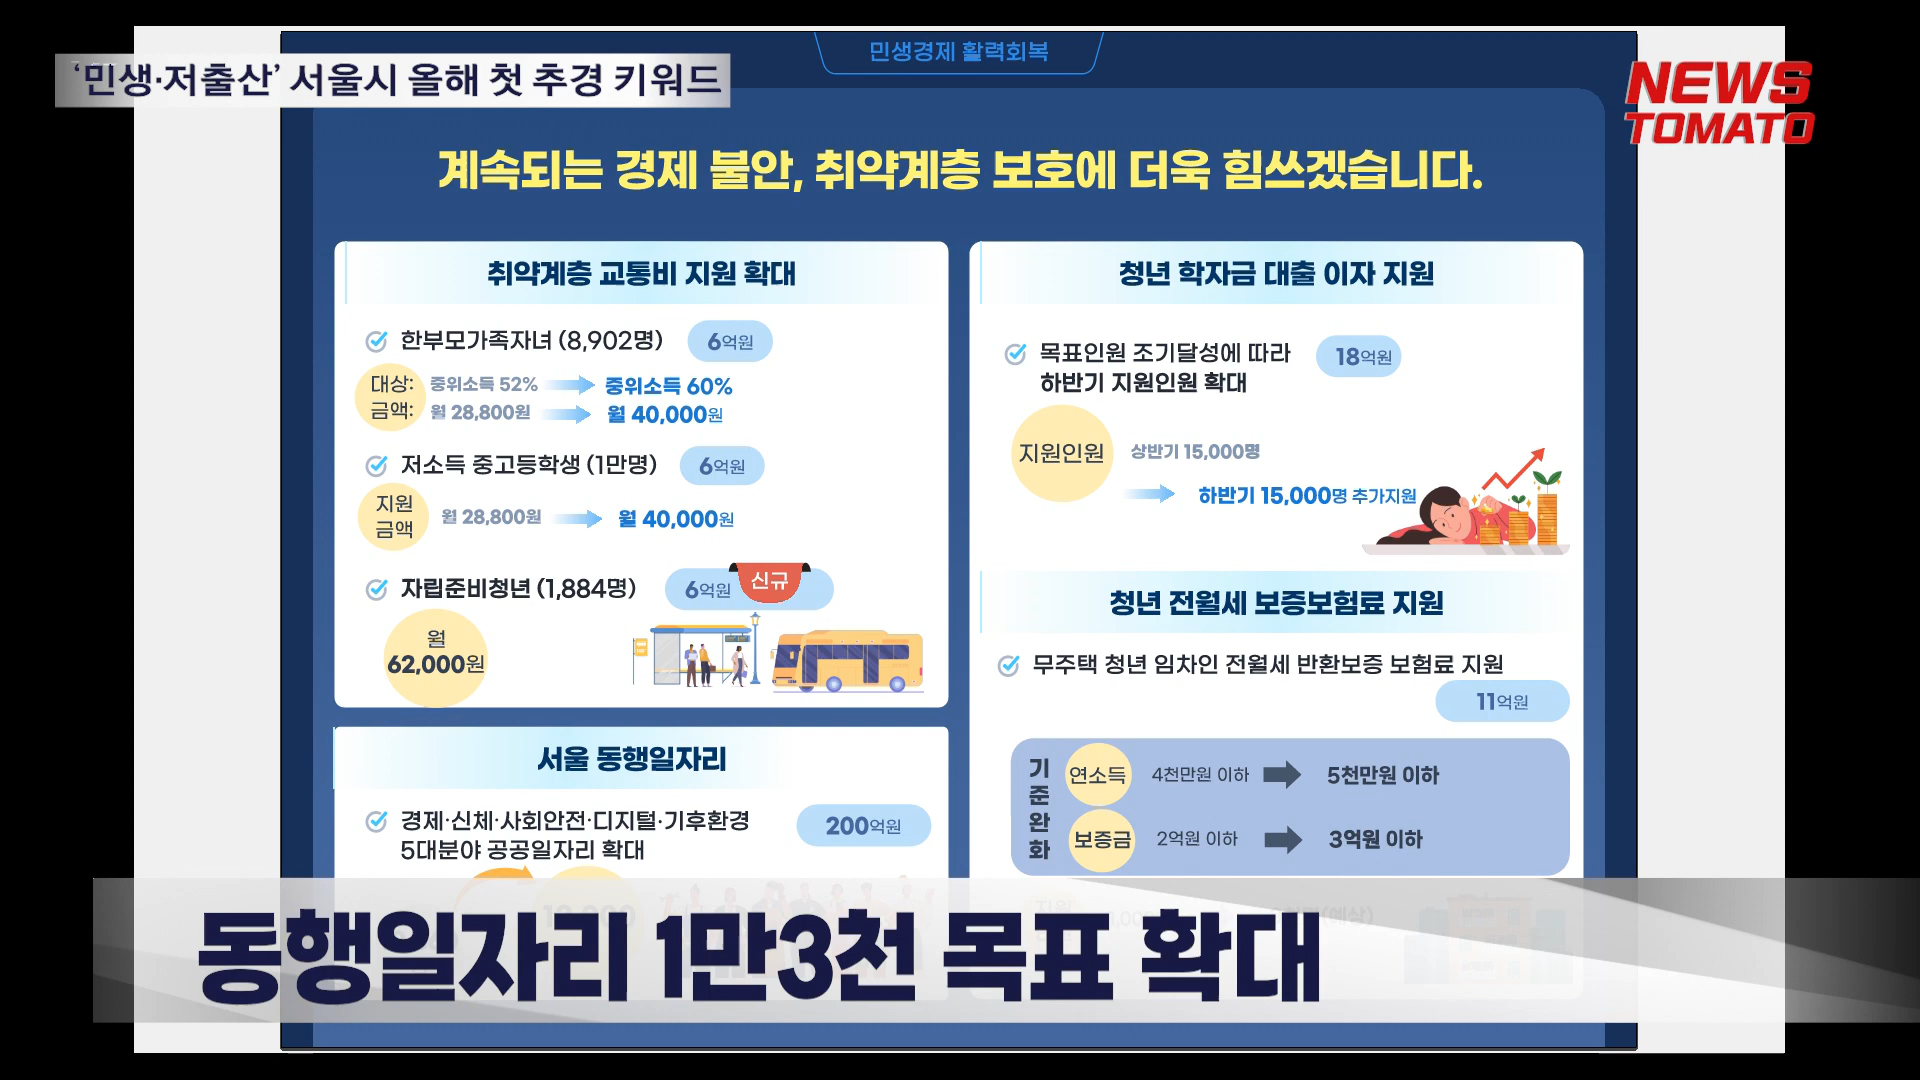 민생경제 활력회복
‘민생·저출산’ 서울시 올해 첫 추경 키워드
NEWS
TOMATO
계속되는 경제 불안, 취약계층 보호에 더욱 힘쓰겠습니다.
취약계층 교통비 지원 확대
한부모가족자녀 (8,902명) 6억원
대상: 중위소득 52% 중위소득 60%
금액: 월 28,800원 월 40,000원
저소득 중고등학생 (1만명) 6억원
지원
금액
월 28,800원 월 40,000원
자립준비청년 (1,884명) 6억원 신규
월
62,000원
서울 동행일자리
경제·신체·사회안전·디지털·기후환경
5대분야 공공일자리 확대
200억원
청년 학자금 대출 이자 지원
목표인원 조기달성에 따라
하반기 지원인원 확대
18억원
지원인원 상반기 15,000명
하반기 15,000명 추가지원
청년 전월세 보증보험료 지원
무주택 청년 임차인 전월세 반환보증 보험료 지원
11억원
기준완화
연소득 4천만원 이하 5천만원 이하
보증금 2억원 이하 3억원 이하
동행일자리 1만3천 목표 확대